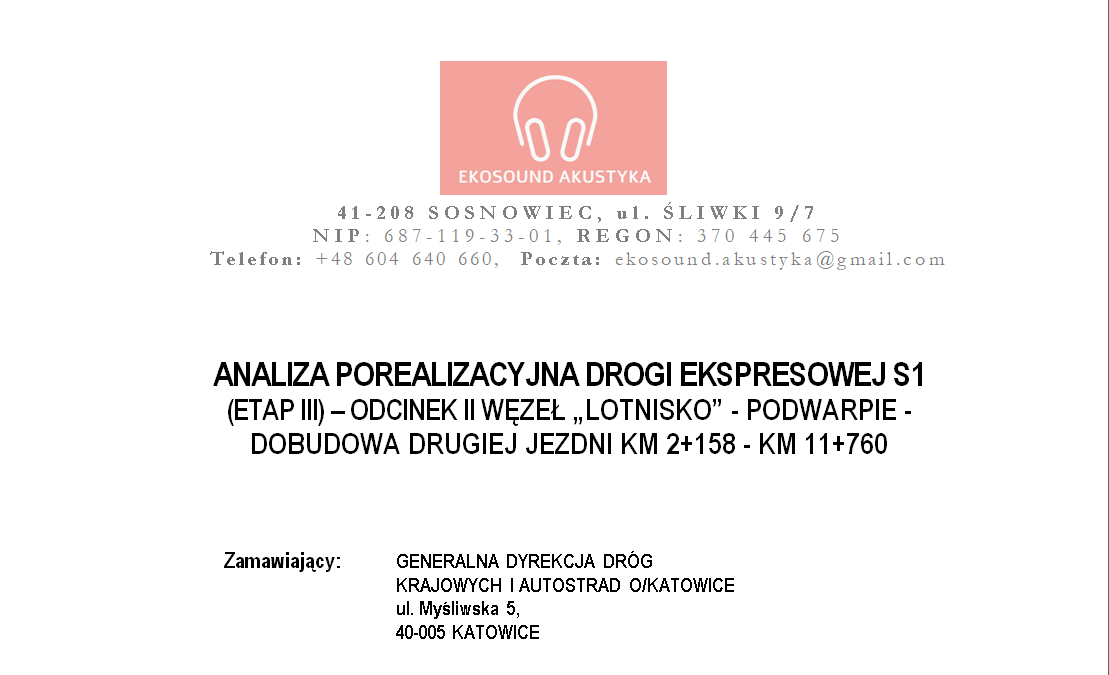 EKOSOUND AKUSTYKA
41-208 SOSNOWIEC, ul. ŚLIWKI 9/7
NIP: 687-119-33-01, REGON: 370 445 675
Telefon: +48 604 640 660, Poczta: ekosound.akustyka@gmail.com
ANALIZA POREALIZACYJNA DROGI EKSPRESOWEJ S1
(ETAP III) – ODCINEK II WĘZEŁ „LOTNISKO” - PODWARPIE -
DOBUDOWA DRUGIEJ JEZDNI KM 2+158 - KM 11+760
Zamawiający: GENERALNA DYREKCJA DRÓG
KRAJOWYCH I AUTOSTRAD O/KATOWICE
ul. Myśliwska 5,
40-005 KATOWICE